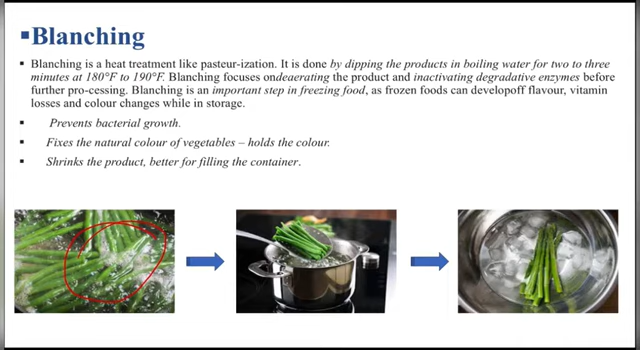 ▪Blanching
▪ Blanching is a heat treatment like pasteur-ization. It is done by dipping the products in boiling water for two to three
minutes at 180°F to 190°F. Blanching focuses ondeaerating the product and inactivating degradative enzymes before
further pro-cessing. Blanching is an important step in freezing food, as frozen foods can developoff flavour, vitamin
losses and colour changes while in storage.
▪ Prevents bacterial growth.
▪ Fixes the natural colour of vegetables – holds the colour.
▪ Shrinks the product, better for filling the container.